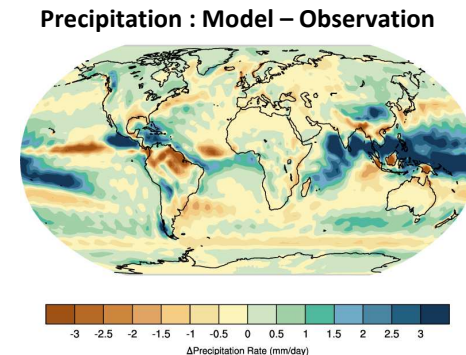 Precipitation : Model – Observation
-3 -2.5 -2 -1.5 -1 -0.5 0 0.5 1 1.5 2 2.5 3
ΔPrecipitation Rate (mm/day)